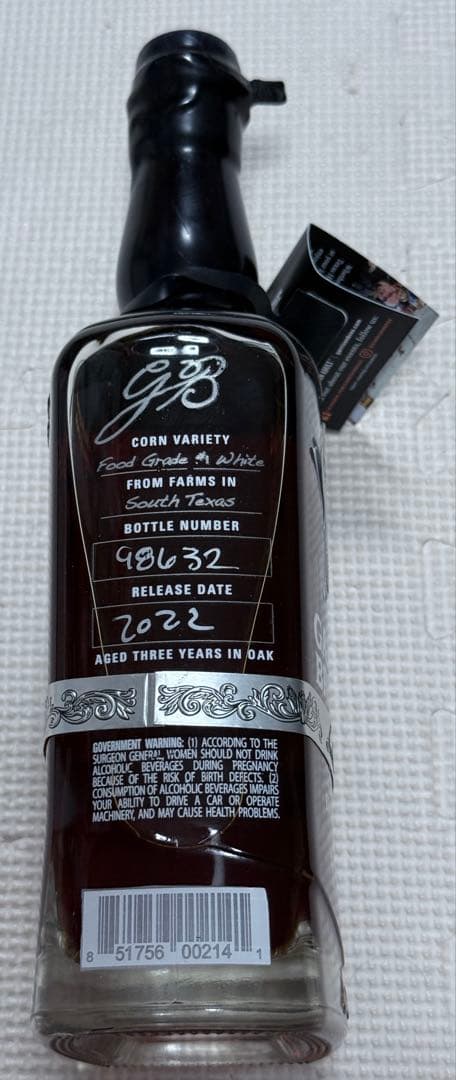 GB
CORN VARIETY
Food Grade #1 White
FROM FARMS IN
South Texas
BOTTLE NUMBER
98632
RELEASE DATE
2022
AGED THREE YEARS IN OAK
GOVERNMENT WARNING: (1) ACCORDING TO THE
SURGEON GENERAL, WOMEN SHOULD NOT DRINK
ALCOHOLIC BEVERAGES DURING PREGNANCY
BECAUSE OF THE RISK OF BIRTH DEFECTS. (2)
CONSUMPTION OF ALCOHOLIC BEVERAGES IMPAIRS
YOUR ABILITY TO DRIVE A CAR OR OPERATE
MACHINERY, AND MAY CAUSE HEALTH PROBLEMS.
8 51756 00214 1